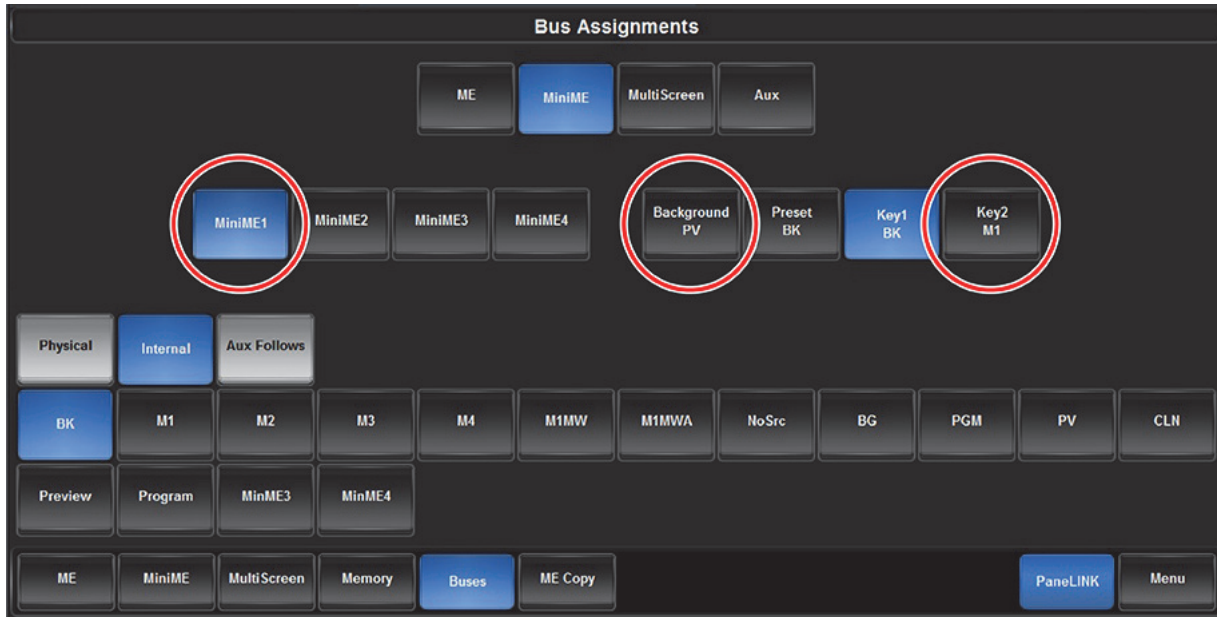 Bus Assignments
ME MiniME MultiScreen Aux
MiniME1 MiniME2 MiniME3 MiniME4 Background Preset Key1 Key2
PV BK BK M1
Physical Internal Aux Follows
BK M1 M2 M3 M4 M1MW M1MWA NoSrc BG PGM PV CLN
Preview Program MinME3 MinME4
ME MiniME MultiScreen Memory Buses ME Copy PaneLINK Menu